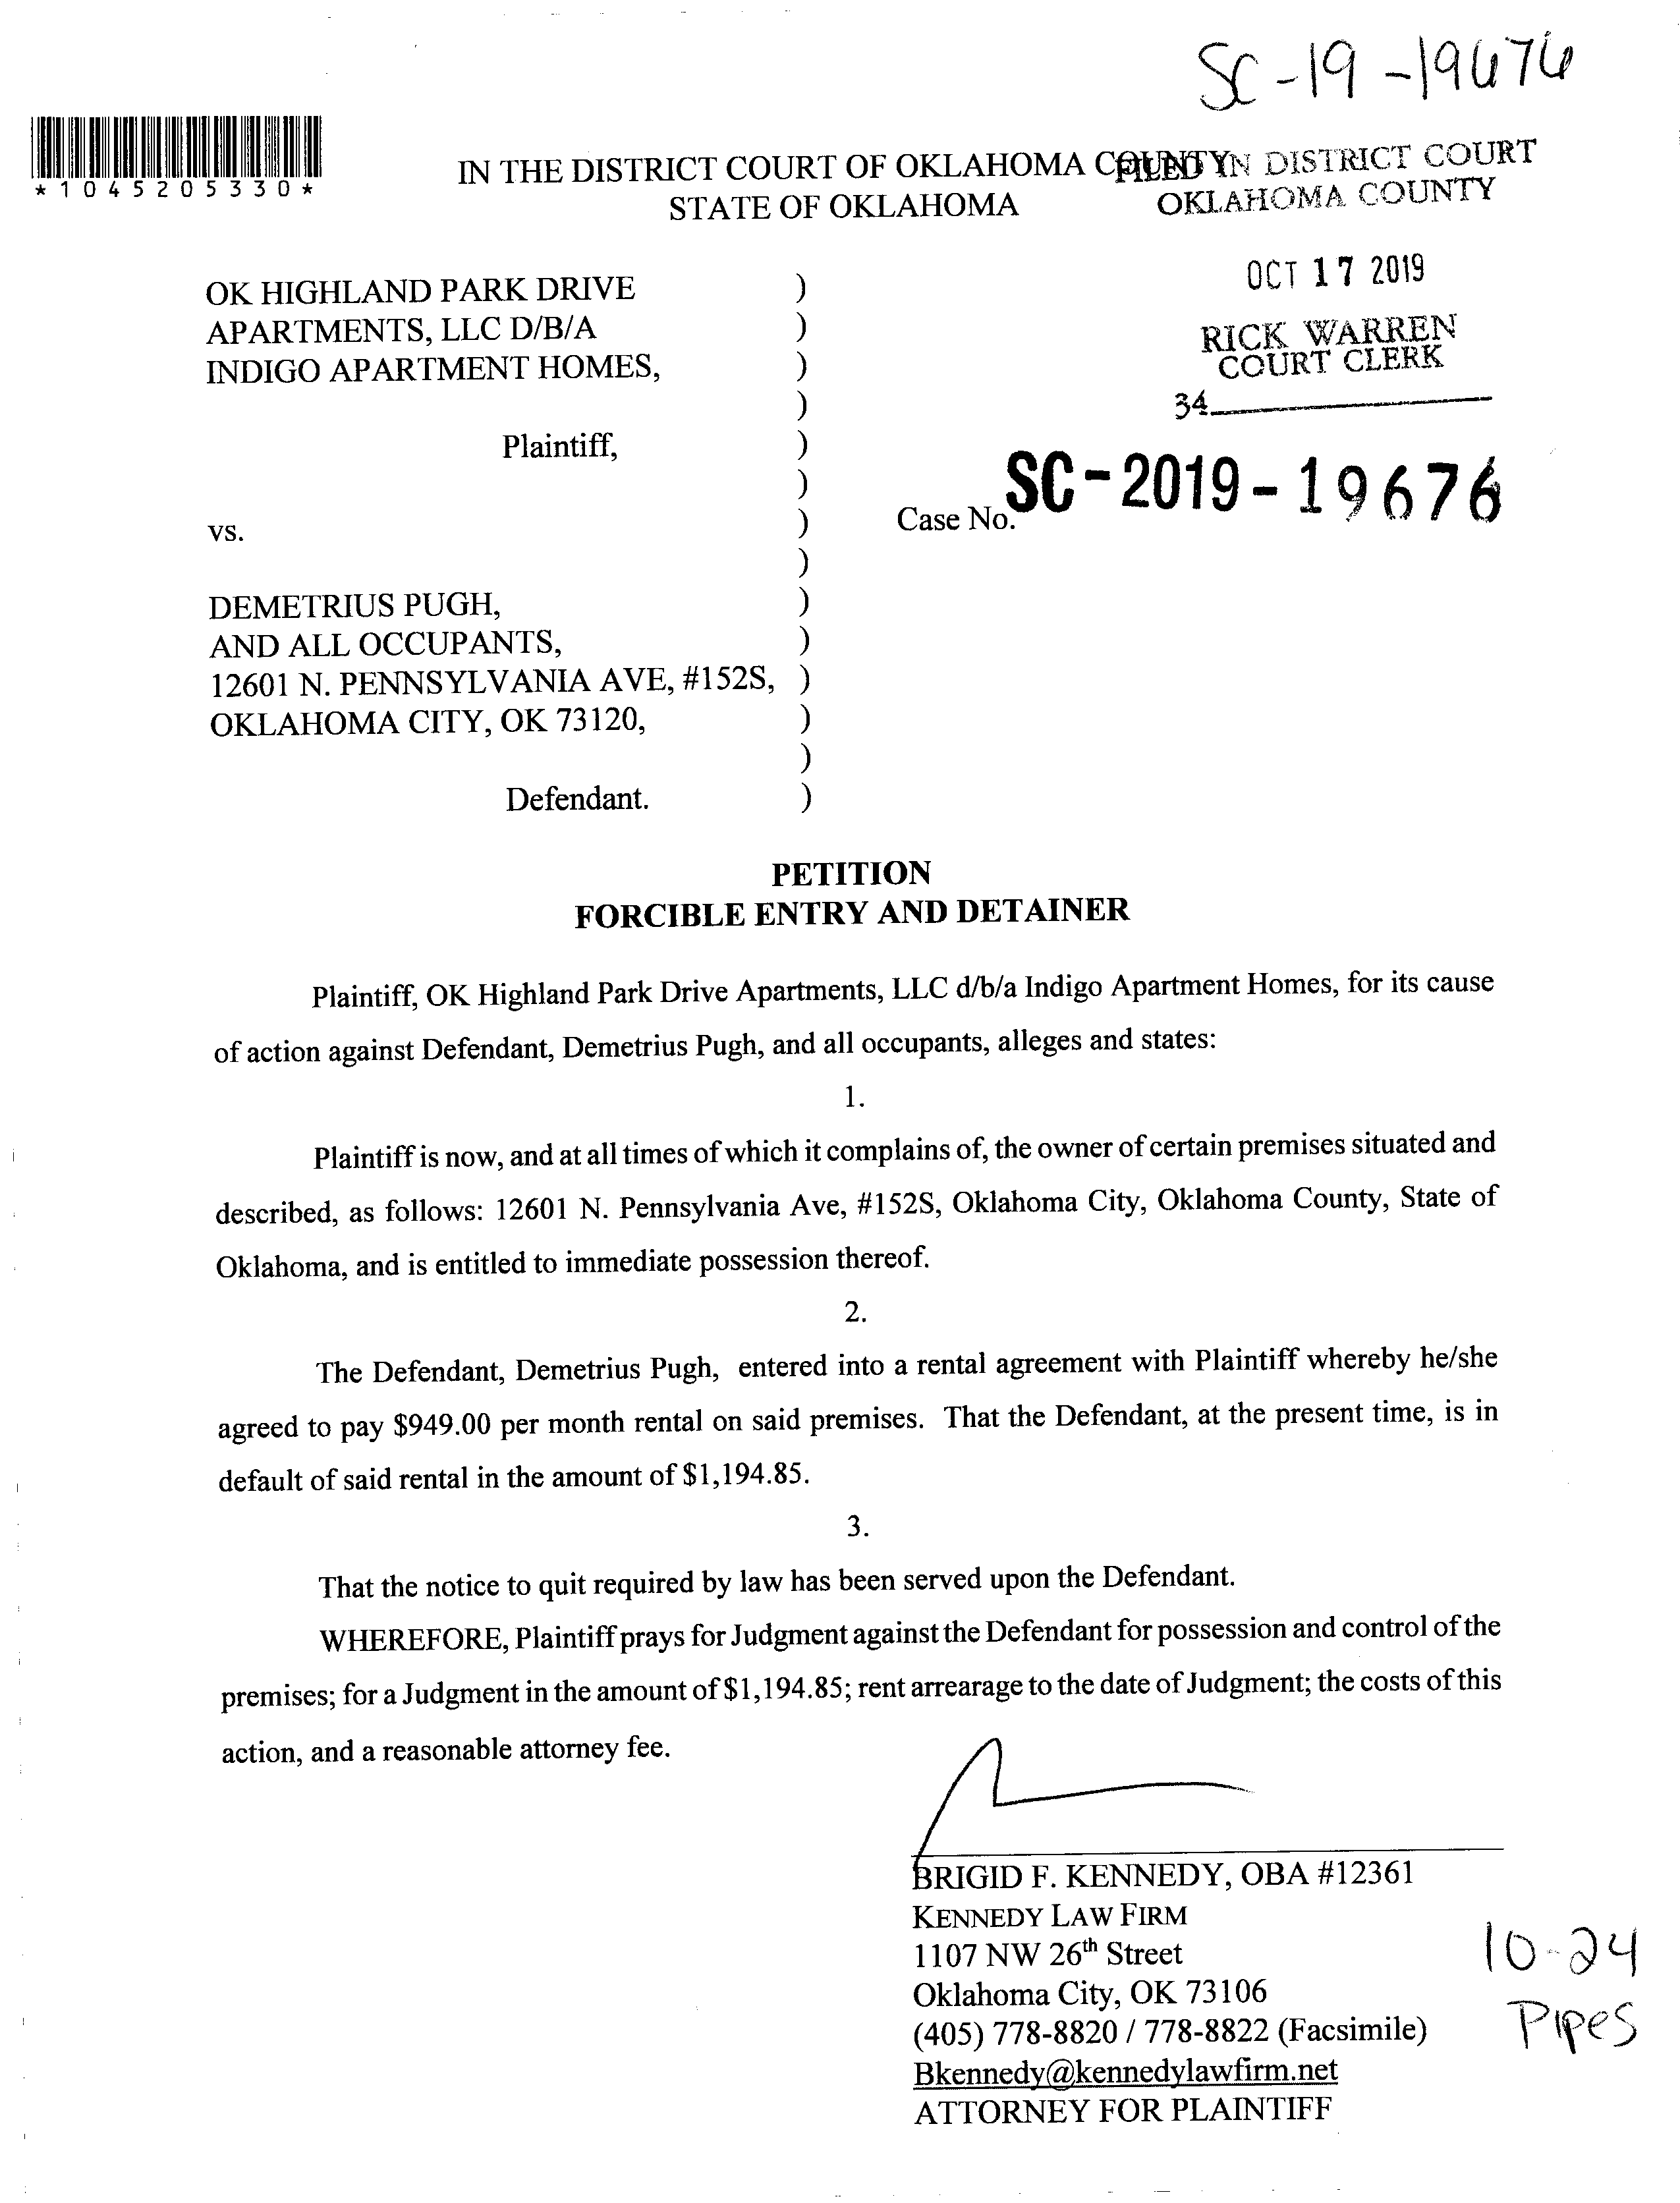 SC-19-19676
*1045205330*
IN THE DISTRICT COURT OF OKLAHOMA COUNTY
STATE OF OKLAHOMA
FILED IN DISTRICT COURT
OKLAHOMA COUNTY
OCT 17 2019
RICK WARREN
COURT CLERK
34
OK HIGHLAND PARK DRIVE )
APARTMENTS, LLC D/B/A )
INDIGO APARTMENT HOMES, )
)
Plaintiff, )
)
vs. ) Case No. SC-2019-19676
)
DEMETRIUS PUGH, )
AND ALL OCCUPANTS, )
12601 N. PENNSYLVANIA AVE, #152S, )
OKLAHOMA CITY, OK 73120, )
)
Defendant. )
PETITION
FORCIBLE ENTRY AND DETAINER
Plaintiff, OK Highland Park Drive Apartments, LLC d/b/a Indigo Apartment Homes, for its cause
of action against Defendant, Demetrius Pugh, and all occupants, alleges and states:
1.
Plaintiff is now, and at all times of which it complains of, the owner of certain premises situated and
described, as follows: 12601 N. Pennsylvania Ave, #152S, Oklahoma City, Oklahoma County, State of
Oklahoma, and is entitled to immediate possession thereof.
2.
The Defendant, Demetrius Pugh, entered into a rental agreement with Plaintiff whereby he/she
agreed to pay $949.00 per month rental on said premises. That the Defendant, at the present time, is in
default of said rental in the amount of $1,194.85.
3.
That the notice to quit required by law has been served upon the Defendant.
WHEREFORE, Plaintiff prays for Judgment against the Defendant for possession and control of the
premises; for a Judgment in the amount of $1,194.85; rent arrearage to the date of Judgment; the costs of this
action, and a reasonable attorney fee.
BRIGID F. KENNEDY, OBA #12361
KENNEDY LAW FIRM
1107 NW 26th Street
Oklahoma City, OK 73106
(405) 778-8820 / 778-8822 (Facsimile)
Bkennedy@kennedylawfirm.net
ATTORNEY FOR PLAINTIFF
10-24
Pipes